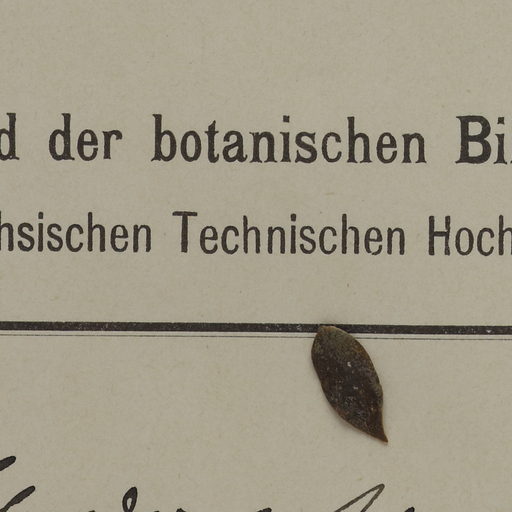 d der botanischen Bi
hsischen Technischen Hoch